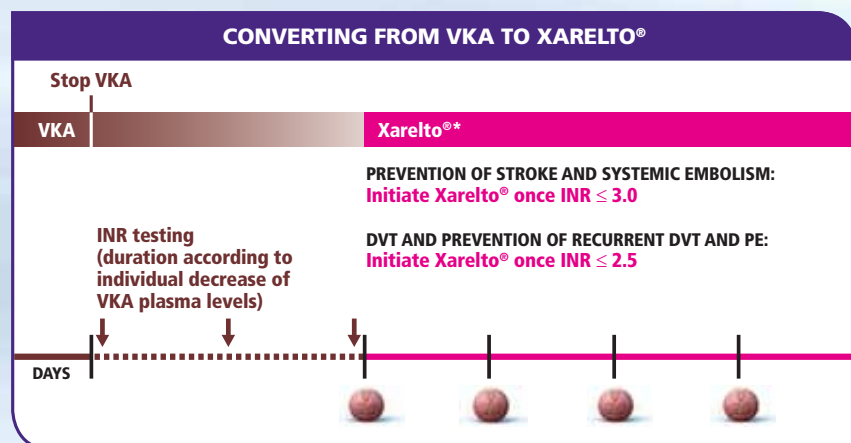 CONVERTING FROM VKA TO XARELTO®
Stop VKA
VKA
Xarelto®*
PREVENTION OF STROKE AND SYSTEMIC EMBOLISM:
Initiate Xarelto® once INR ≤ 3.0
INR testing
(duration according to
individual decrease of
VKA plasma levels)
DVT AND PREVENTION OF RECURRENT DVT AND PE:
Initiate Xarelto® once INR ≤ 2.5
DAYS